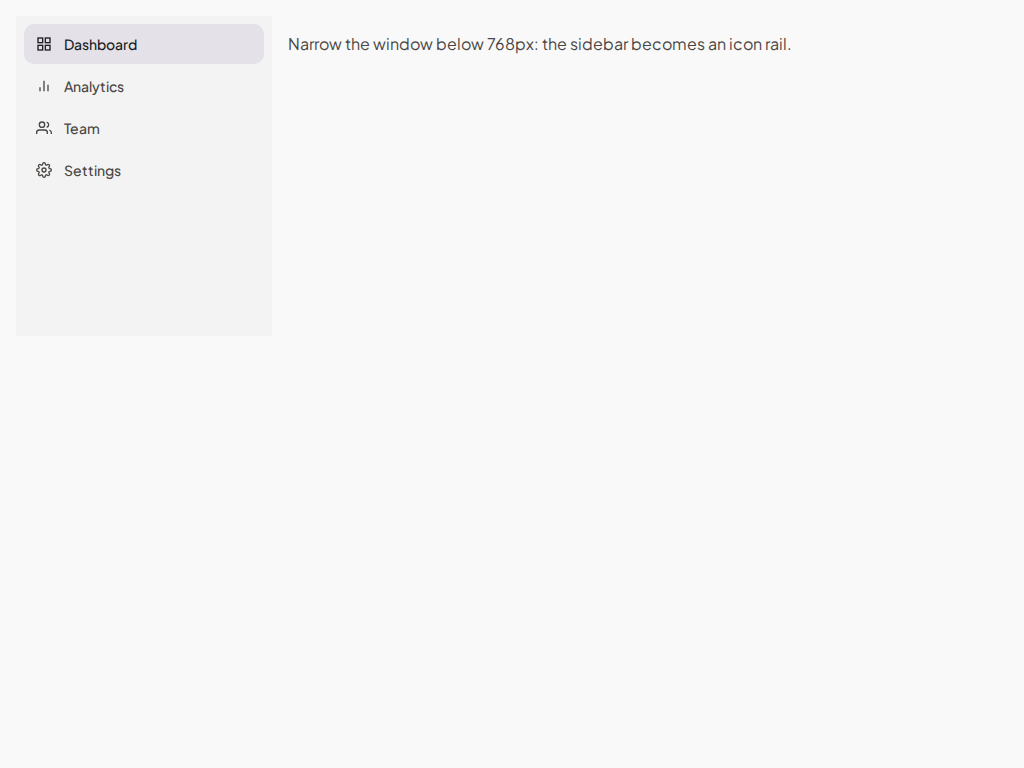 Dashboard
Narrow the window below 768px: the sidebar becomes an icon rail.
Analytics
Team
Settings